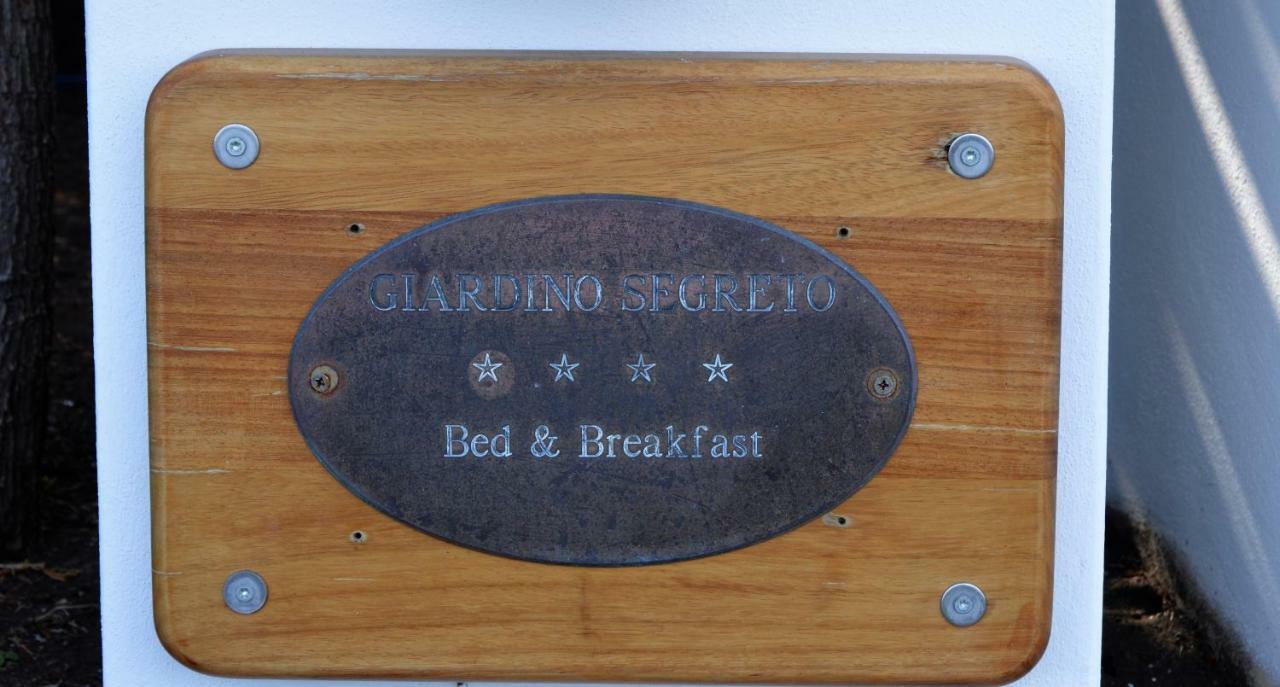 GIARDINO SEGRETO
☆ ☆ ☆ ☆
Bed & Breakfast